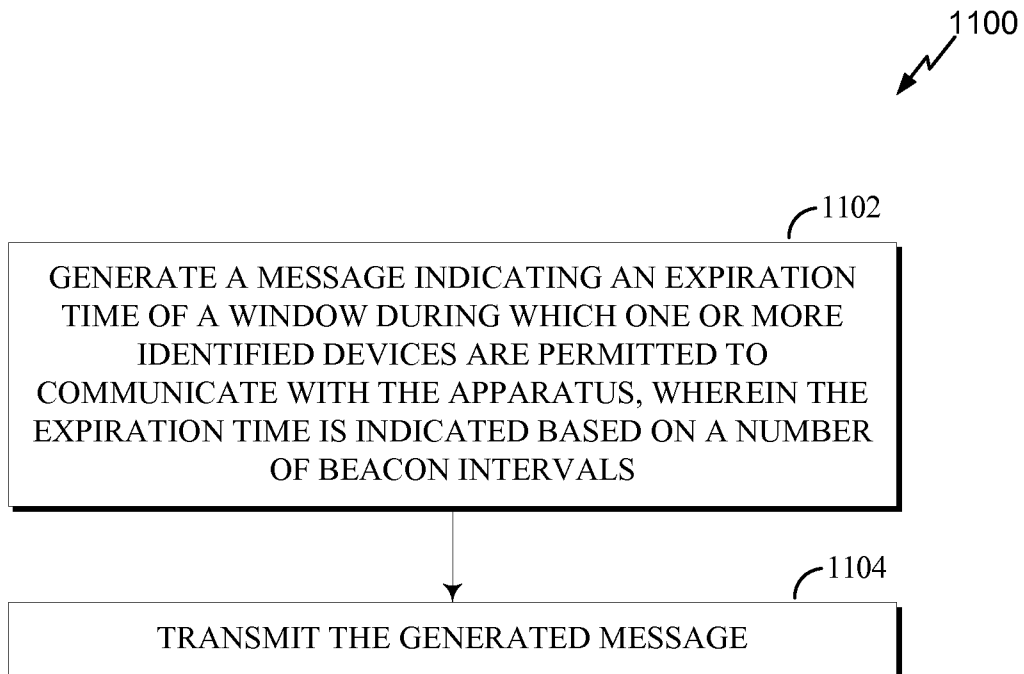 1100
1102
GENERATE A MESSAGE INDICATING AN EXPIRATION
TIME OF A WINDOW DURING WHICH ONE OR MORE
IDENTIFIED DEVICES ARE PERMITTED TO
COMMUNICATE WITH THE APPARATUS, WHEREIN THE
EXPIRATION TIME IS INDICATED BASED ON A NUMBER
OF BEACON INTERVALS
1104
TRANSMIT THE GENERATED MESSAGE